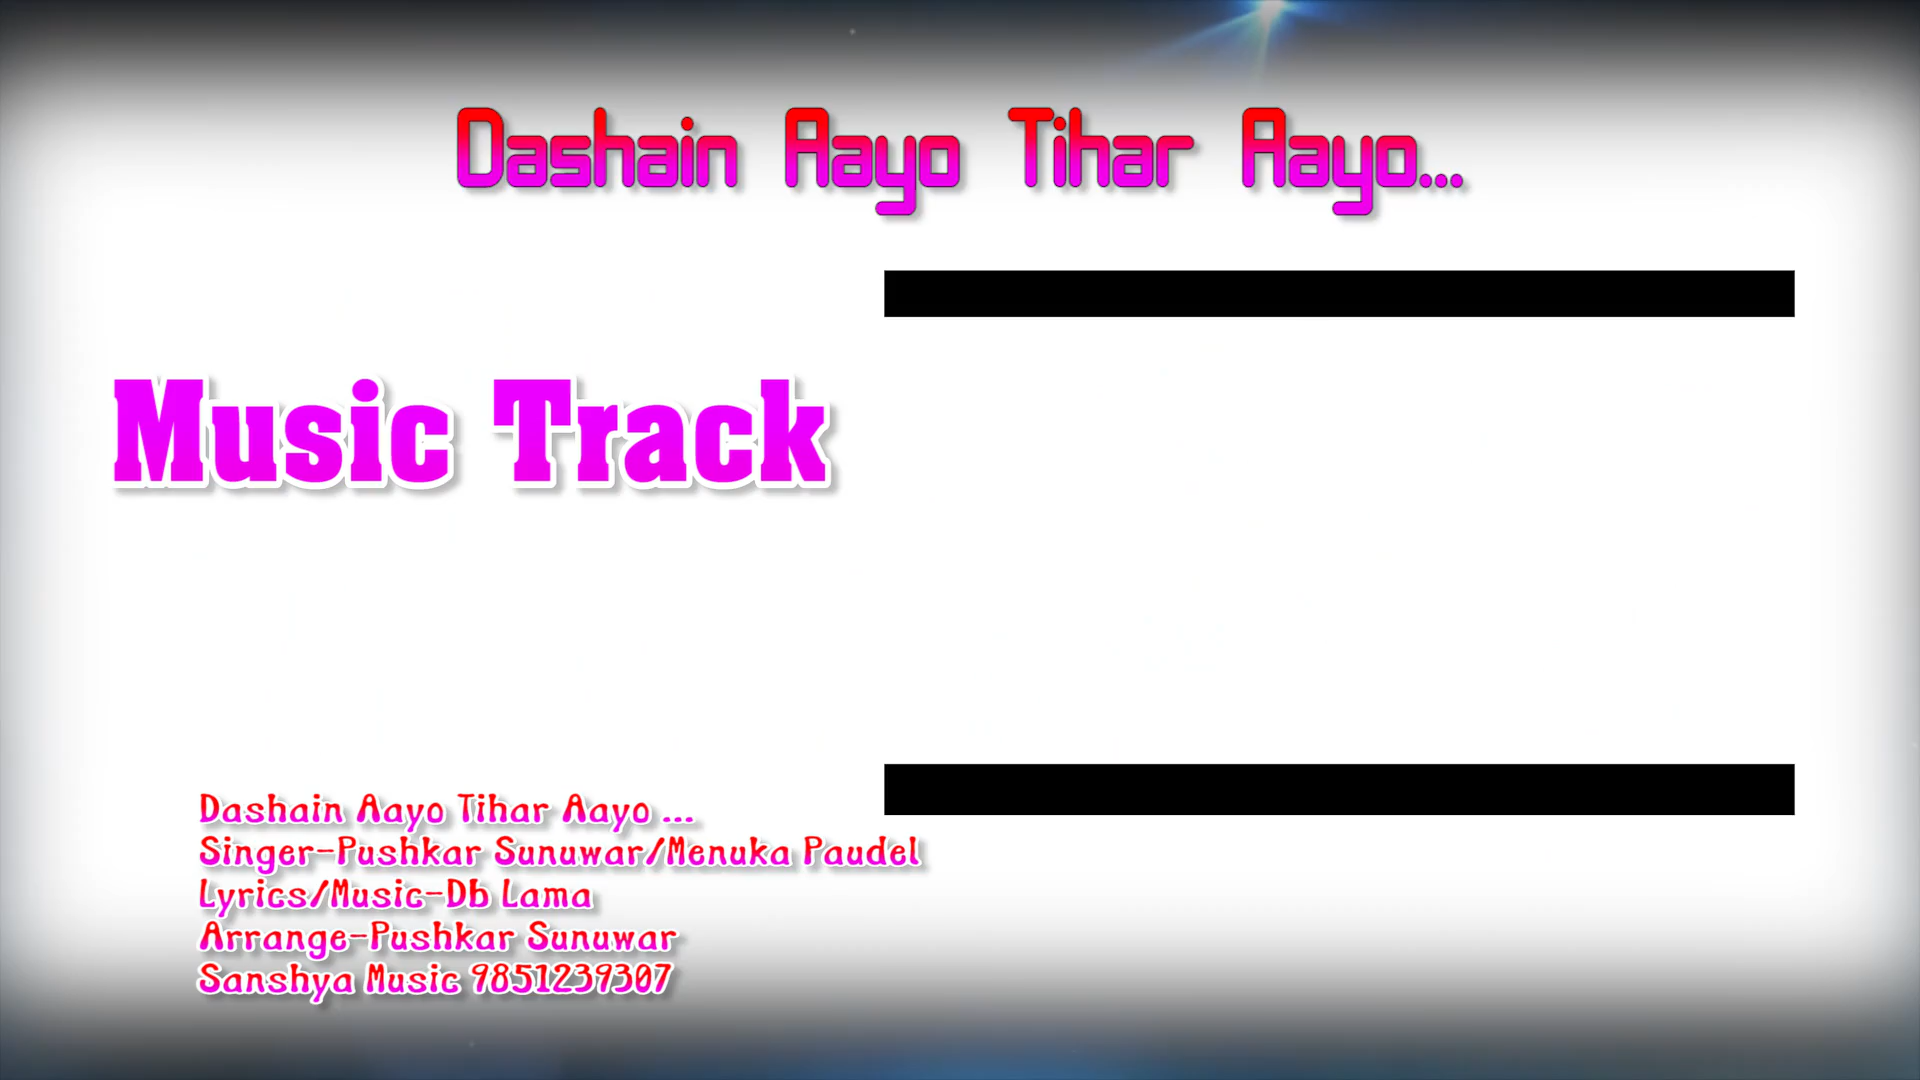 Dashain Aayo Tihar Aayo...
Music Track
Dashain Aayo Tihar Aayo ...
Singer-Pushkar Sunuwar/Menuka Paudel
Lyrics/Music-Db Lama
Arrange-Pushkar Sunuwar
Sanshya Music 9851239307